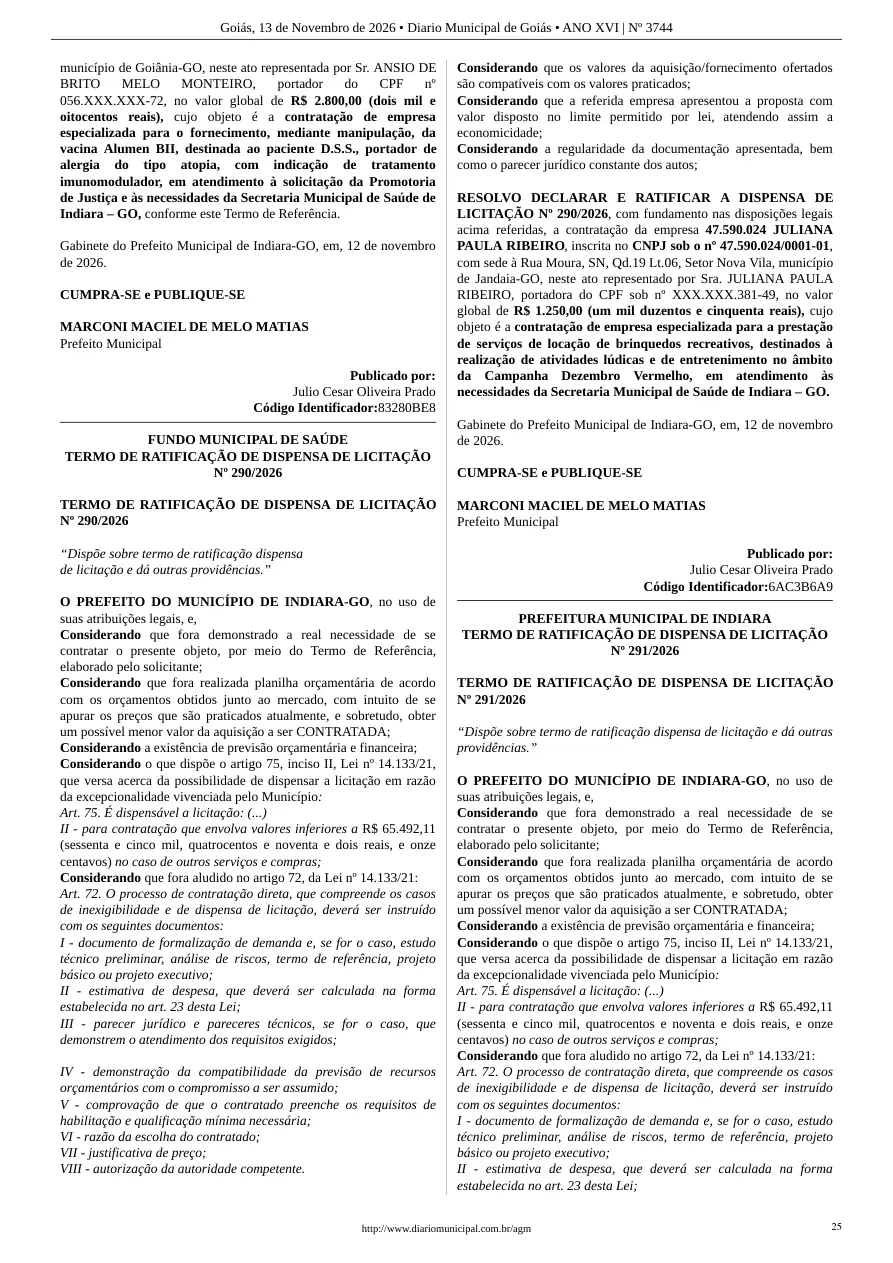 Goiás, 13 de Novembro de 2026 • Diario Municipal de Goiás • ANO XVI | Nº 3744
município de Goiânia-GO, neste ato representada por Sr. ANSIO DE
BRITO MELO MONTEIRO, portador do CPF nº
056.XXX.XXX-72, no valor global de R$ 2.800,00 (dois mil e
oitocentos reais), cujo objeto é a contratação de empresa
especializada para o fornecimento, mediante manipulação, da
vacina Alumen BII, destinada ao paciente D.S.S., portador de
alergia do tipo atopia, com indicação de tratamento
imunomodulador, em atendimento à solicitação da Promotoria
de Justiça e às necessidades da Secretaria Municipal de Saúde de
Indiara – GO, conforme este Termo de Referência.
Gabinete do Prefeito Municipal de Indiara-GO, em, 12 de novembro
de 2026.
CUMPRA-SE e PUBLIQUE-SE
MARCONI MACIEL DE MELO MATIAS
Prefeito Municipal
Publicado por:
Julio Cesar Oliveira Prado
Código Identificador:83280BE8
FUNDO MUNICIPAL DE SAÚDE
TERMO DE RATIFICAÇÃO DE DISPENSA DE LICITAÇÃO
Nº 290/2026
TERMO DE RATIFICAÇÃO DE DISPENSA DE LICITAÇÃO
Nº 290/2026
“Dispõe sobre termo de ratificação dispensa
de licitação e dá outras providências.”
O PREFEITO DO MUNICÍPIO DE INDIARA-GO, no uso de
suas atribuições legais, e,
Considerando que fora demonstrado a real necessidade de se
contratar o presente objeto, por meio do Termo de Referência,
elaborado pelo solicitante;
Considerando que fora realizada planilha orçamentária de acordo
com os orçamentos obtidos junto ao mercado, com intuito de se
apurar os preços que são praticados atualmente, e sobretudo, obter
um possível menor valor da aquisição a ser CONTRATADA;
Considerando a existência de previsão orçamentária e financeira;
Considerando o que dispõe o artigo 75, inciso II, Lei nº 14.133/21,
que versa acerca da possibilidade de dispensar a licitação em razão
da excepcionalidade vivenciada pelo Município:
Art. 75. É dispensável a licitação: (...)
II - para contratação que envolva valores inferiores a R$ 65.492,11
(sessenta e cinco mil, quatrocentos e noventa e dois reais, e onze
centavos) no caso de outros serviços e compras;
Considerando que fora aludido no artigo 72, da Lei nº 14.133/21:
Art. 72. O processo de contratação direta, que compreende os casos
de inexigibilidade e de dispensa de licitação, deverá ser instruído
com os seguintes documentos:
I - documento de formalização de demanda e, se for o caso, estudo
técnico preliminar, análise de riscos, termo de referência, projeto
básico ou projeto executivo;
II - estimativa de despesa, que deverá ser calculada na forma
estabelecida no art. 23 desta Lei;
III - parecer jurídico e pareceres técnicos, se for o caso, que
demonstrem o atendimento dos requisitos exigidos;
IV - demonstração da compatibilidade da previsão de recursos
orçamentários com o compromisso a ser assumido;
V - comprovação de que o contratado preenche os requisitos de
habilitação e qualificação mínima necessária;
VI - razão da escolha do contratado;
VII - justificativa de preço;
VIII - autorização da autoridade competente.
Considerando que os valores da aquisição/fornecimento ofertados
são compatíveis com os valores praticados;
Considerando que a referida empresa apresentou a proposta com
valor disposto no limite permitido por lei, atendendo assim a
economicidade;
Considerando a regularidade da documentação apresentada, bem
como o parecer jurídico constante dos autos;
RESOLVO DECLARAR E RATIFICAR A DISPENSA DE
LICITAÇÃO Nº 290/2026, com fundamento nas disposições legais
acima referidas, a contratação da empresa 47.590.024 JULIANA
PAULA RIBEIRO, inscrita no CNPJ sob o nº 47.590.024/0001-01,
com sede à Rua Moura, SN, Qd.19 Lt.06, Setor Nova Vila, município
de Jandaia-GO, neste ato representado por Sra. JULIANA PAULA
RIBEIRO, portadora do CPF sob nº XXX.XXX.381-49, no valor
global de R$ 1.250,00 (um mil duzentos e cinquenta reais), cujo
objeto é a contratação de empresa especializada para a prestação
de serviços de locação de brinquedos recreativos, destinados à
realização de atividades lúdicas e de entretenimento no âmbito
da Campanha Dezembro Vermelho, em atendimento às
necessidades da Secretaria Municipal de Saúde de Indiara – GO.
Gabinete do Prefeito Municipal de Indiara-GO, em, 12 de novembro
de 2026.
CUMPRA-SE e PUBLIQUE-SE
MARCONI MACIEL DE MELO MATIAS
Prefeito Municipal
Publicado por:
Julio Cesar Oliveira Prado
Código Identificador:6AC3B6A9
PREFEITURA MUNICIPAL DE INDIARA
TERMO DE RATIFICAÇÃO DE DISPENSA DE LICITAÇÃO
Nº 291/2026
TERMO DE RATIFICAÇÃO DE DISPENSA DE LICITAÇÃO
Nº 291/2026
“Dispõe sobre termo de ratificação dispensa de licitação e dá outras
providências.”
O PREFEITO DO MUNICÍPIO DE INDIARA-GO, no uso de
suas atribuições legais, e,
Considerando que fora demonstrado a real necessidade de se
contratar o presente objeto, por meio do Termo de Referência,
elaborado pelo solicitante;
Considerando que fora realizada planilha orçamentária de acordo
com os orçamentos obtidos junto ao mercado, com intuito de se
apurar os preços que são praticados atualmente, e sobretudo, obter
um possível menor valor da aquisição a ser CONTRATADA;
Considerando a existência de previsão orçamentária e financeira;
Considerando o que dispõe o artigo 75, inciso II, Lei nº 14.133/21,
que versa acerca da possibilidade de dispensar a licitação em razão
da excepcionalidade vivenciada pelo Município:
Art. 75. É dispensável a licitação: (...)
II - para contratação que envolva valores inferiores a R$ 65.492,11
(sessenta e cinco mil, quatrocentos e noventa e dois reais, e onze
centavos) no caso de outros serviços e compras;
Considerando que fora aludido no artigo 72, da Lei nº 14.133/21:
Art. 72. O processo de contratação direta, que compreende os casos
de inexigibilidade e de dispensa de licitação, deverá ser instruído
com os seguintes documentos:
I - documento de formalização de demanda e, se for o caso, estudo
técnico preliminar, análise de riscos, termo de referência, projeto
básico ou projeto executivo;
II - estimativa de despesa, que deverá ser calculada na forma
estabelecida no art. 23 desta Lei;
http://www.diariomunicipal.com.br/agm
25